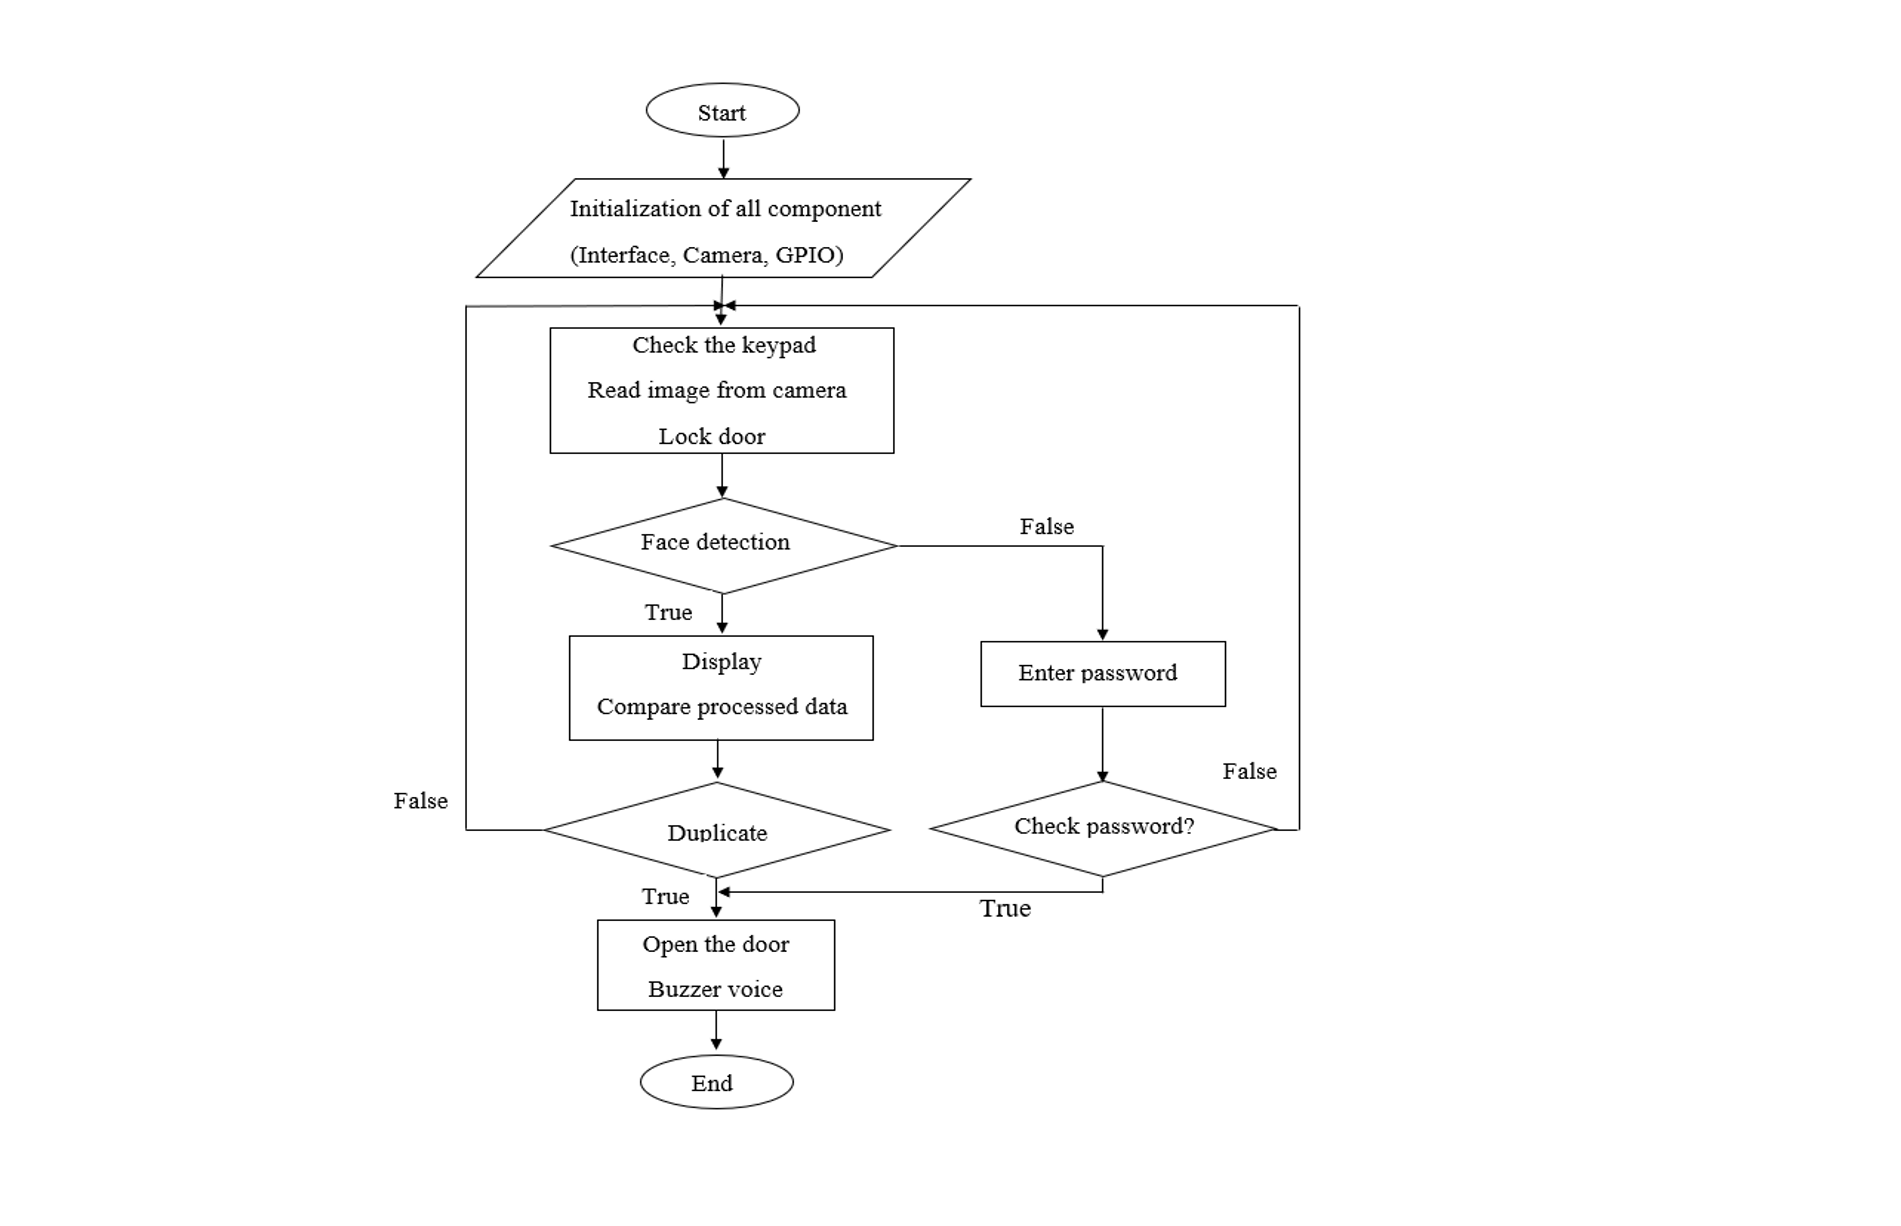 Start
Initialization of all component
(Interface, Camera, GPIO)
Check the keypad
Read image from camera
Lock door
Face detection
False
True
Display
Compare processed data
Enter password
False
False
Duplicate
Check password?
True
True
Open the door
Buzzer voice
End